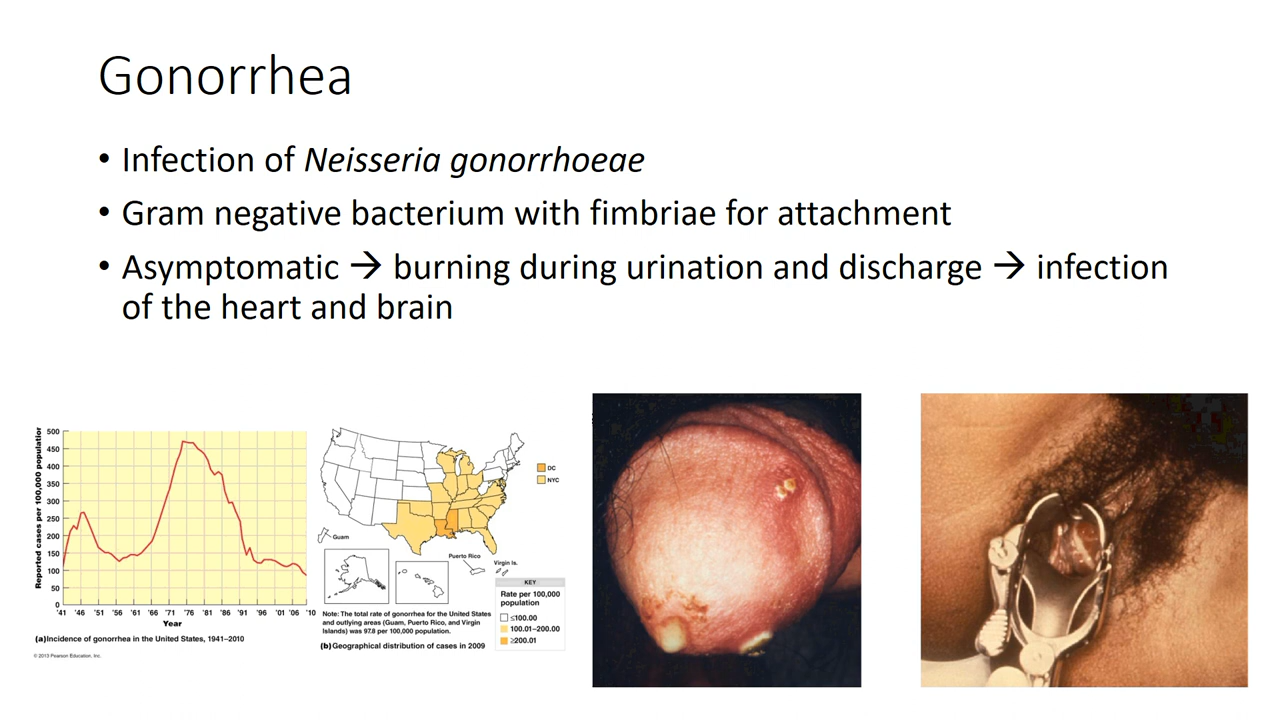 Gonorrhea
• Infection of Neisseria gonorrhoeae
• Gram negative bacterium with fimbriae for attachment
• Asymptomatic → burning during urination and discharge → infection
of the heart and brain
Reported cases per 100,000 population
500
450
400
350
300
250
200
150
100
50
0
'41 '46 '51 '56 '61 '66 '71 '76 '81 '86 '91 '96 '01 '06 '10
Year
(a)Incidence of gonorrhea in the United States, 1941–2010
© 2013 Pearson Education, Inc.
DC
NYC
Guam
Puerto Rico
Virgin Is.
KEY
Rate per 100,000
population
≤100.00
100.01–200.00
≥200.01
Note: The total rate of gonorrhea for the United States
and outlying areas (Guam, Puerto Rico, and Virgin
Islands) was 97.8 per 100,000 population.
(b)Geographical distribution of cases in 2009